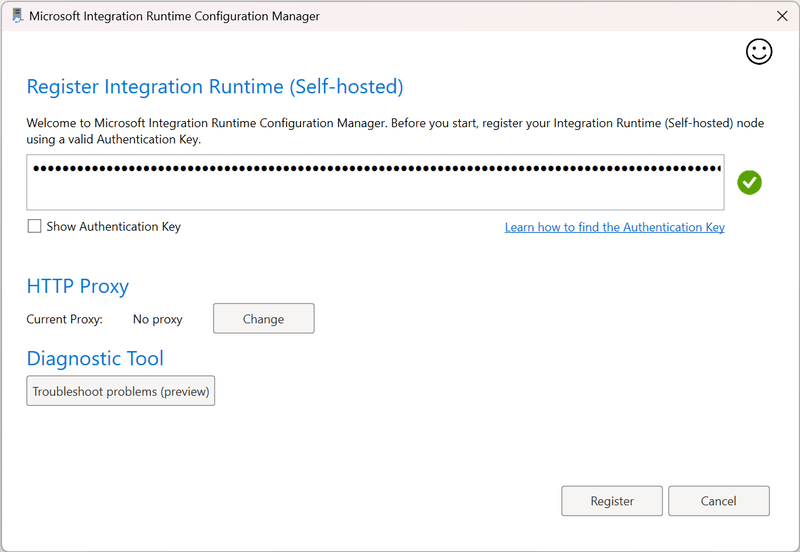 Microsoft Integration Runtime Configuration Manager
Register Integration Runtime (Self-hosted)
Welcome to Microsoft Integration Runtime Configuration Manager. Before you start, register your Integration Runtime (Self-hosted) node
using a valid Authentication Key.
Show Authentication Key
Learn how to find the Authentication Key
HTTP Proxy
Current Proxy: No proxy Change
Diagnostic Tool
Troubleshoot problems (preview)
Register Cancel